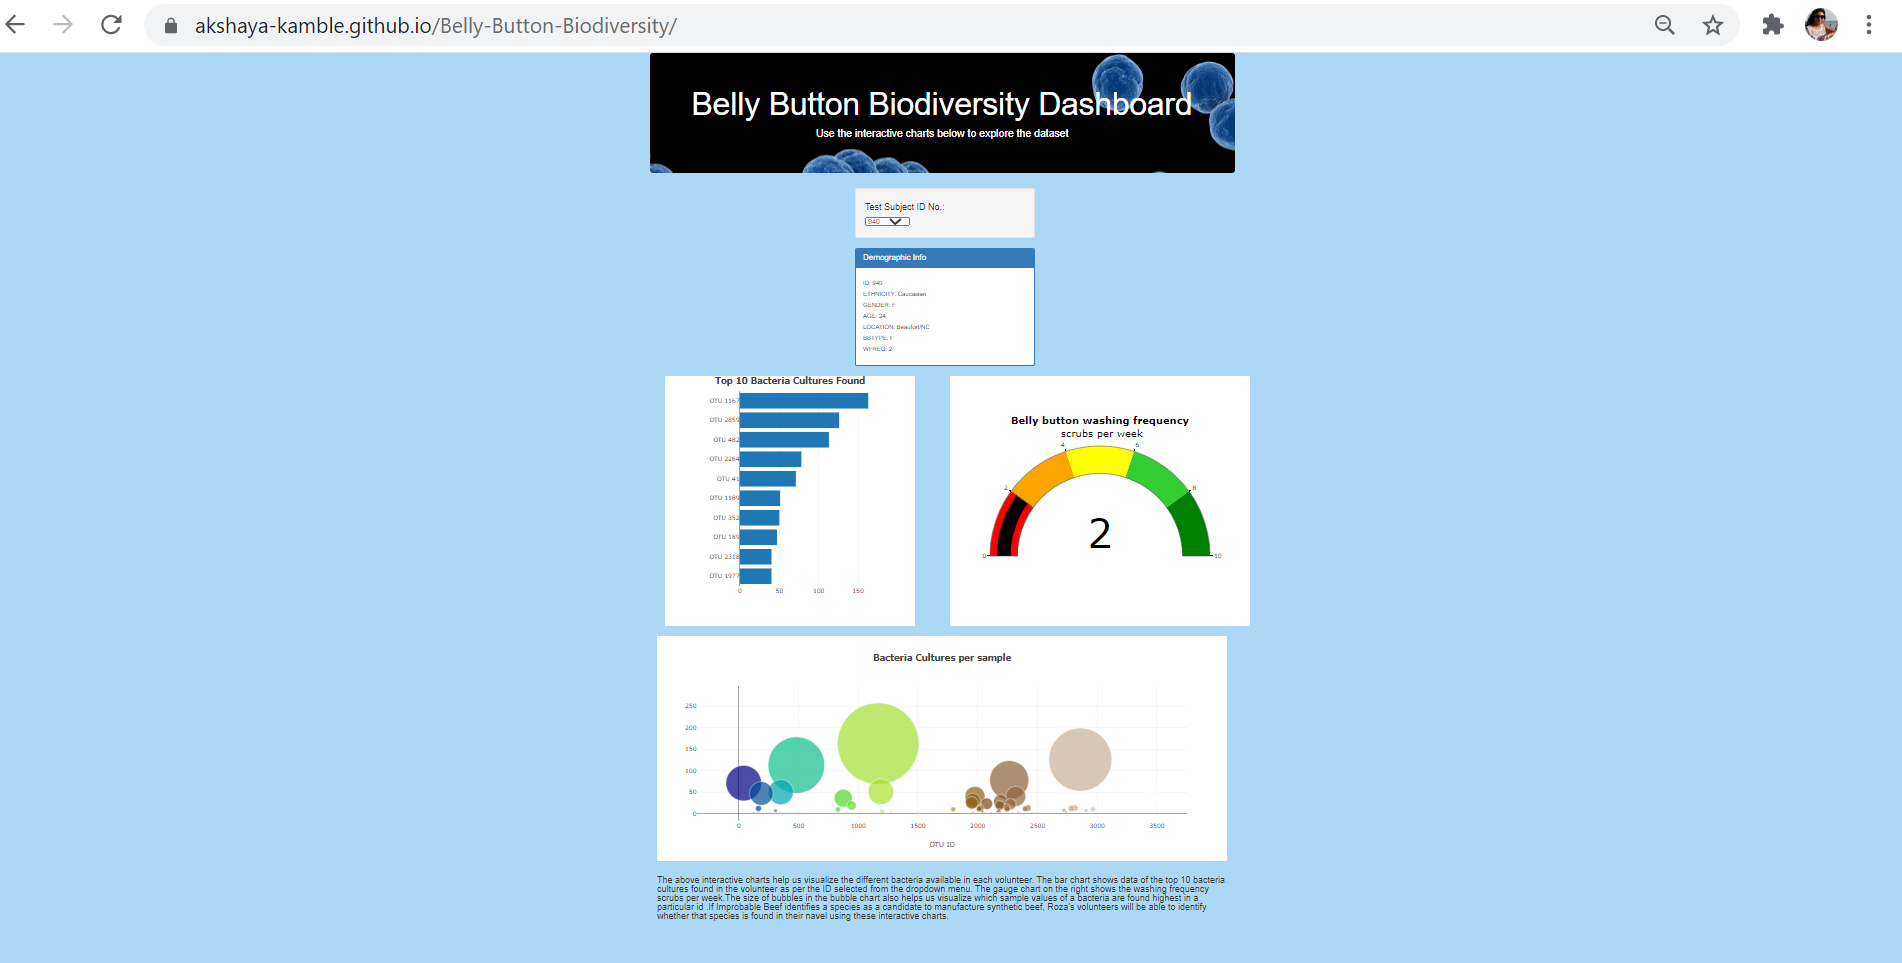 akshaya-kamble.github.io/Belly-Button-Biodiversity/
Belly Button Biodiversity Dashboard
Use the interactive charts below to explore the dataset
Test Subject ID No.:
940
Demographic Info
ID: 940
ETHNICITY: Caucasian
GENDER: F
AGE: 24
LOCATION: Beaufort/NC
BBTYPE: I
WFREQ: 2
Top 10 Bacteria Cultures Found
OTU 1167
OTU 2859
OTU 482
OTU 2264
OTU 41
OTU 1189
OTU 352
OTU 189
OTU 2318
OTU 1977
0 50 100 150
Belly button washing frequency
scrubs per week
4 6
2 8
2
0 10
Bacteria Cultures per sample
250
200
150
100
50
0
0 500 1000 1500 2000 2500 3000 3500
OTU ID
The above interactive charts help us visualize the different bacteria available in each volunteer. The bar chart shows data of the top 10 bacteria
cultures found in the volunteer as per the ID selected from the dropdown menu. The gauge chart on the right shows the washing frequency
scrubs per week.The size of bubbles in the bubble chart also helps us visualize which sample values of a bacteria are found highest in a
particular id .If Improbable Beef identifies a species as a candidate to manufacture synthetic beef, Roza's volunteers will be able to identify
whether that species is found in their navel using these interactive charts.